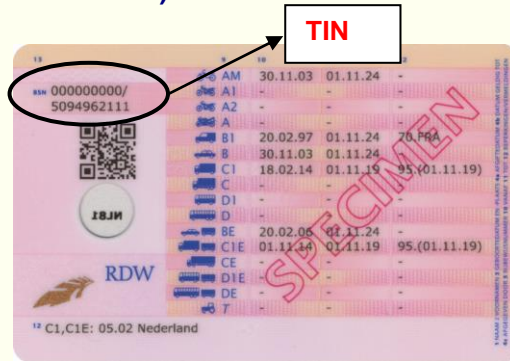 TIN
13 9 10 12
BSN 000000000/
5094962111
AM 30.11.03 01.11.24 -
A1 - - -
A2 - - -
A - - -
B1 20.02.97 01.11.24 70.FRA
B 30.11.03 01.11.24 -
C1 18.02.14 01.11.19 95.(01.11.19)
C - - -
D1 - - -
D - - -
BE 20.02.06 01.11.24 -
C1E 01.11.14 01.11.19 95.(01.11.19)
CE - - -
D1E - - -
DE - - -
T - - -
NL81
RDW
SPECIMEN
12 C1,C1E: 05.02 Nederland